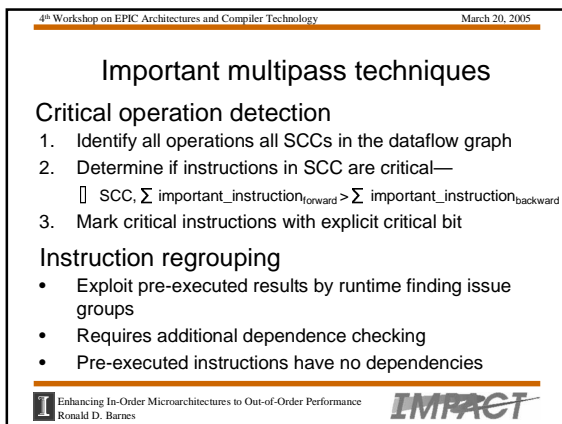 4th Workshop on EPIC Architectures and Compiler Technology March 20, 2005
Important multipass techniques
Critical operation detection
1. Identify all operations all SCCs in the dataflow graph
2. Determine if instructions in SCC are critical—
▯ SCC, ∑ important_instructionforward > ∑ important_instructionbackward
3. Mark critical instructions with explicit critical bit
Instruction regrouping
• Exploit pre-executed results by runtime finding issue
groups
• Requires additional dependence checking
• Pre-executed instructions have no dependencies
I Enhancing In-Order Microarchitectures to Out-of-Order Performance
Ronald D. Barnes
IMPACT